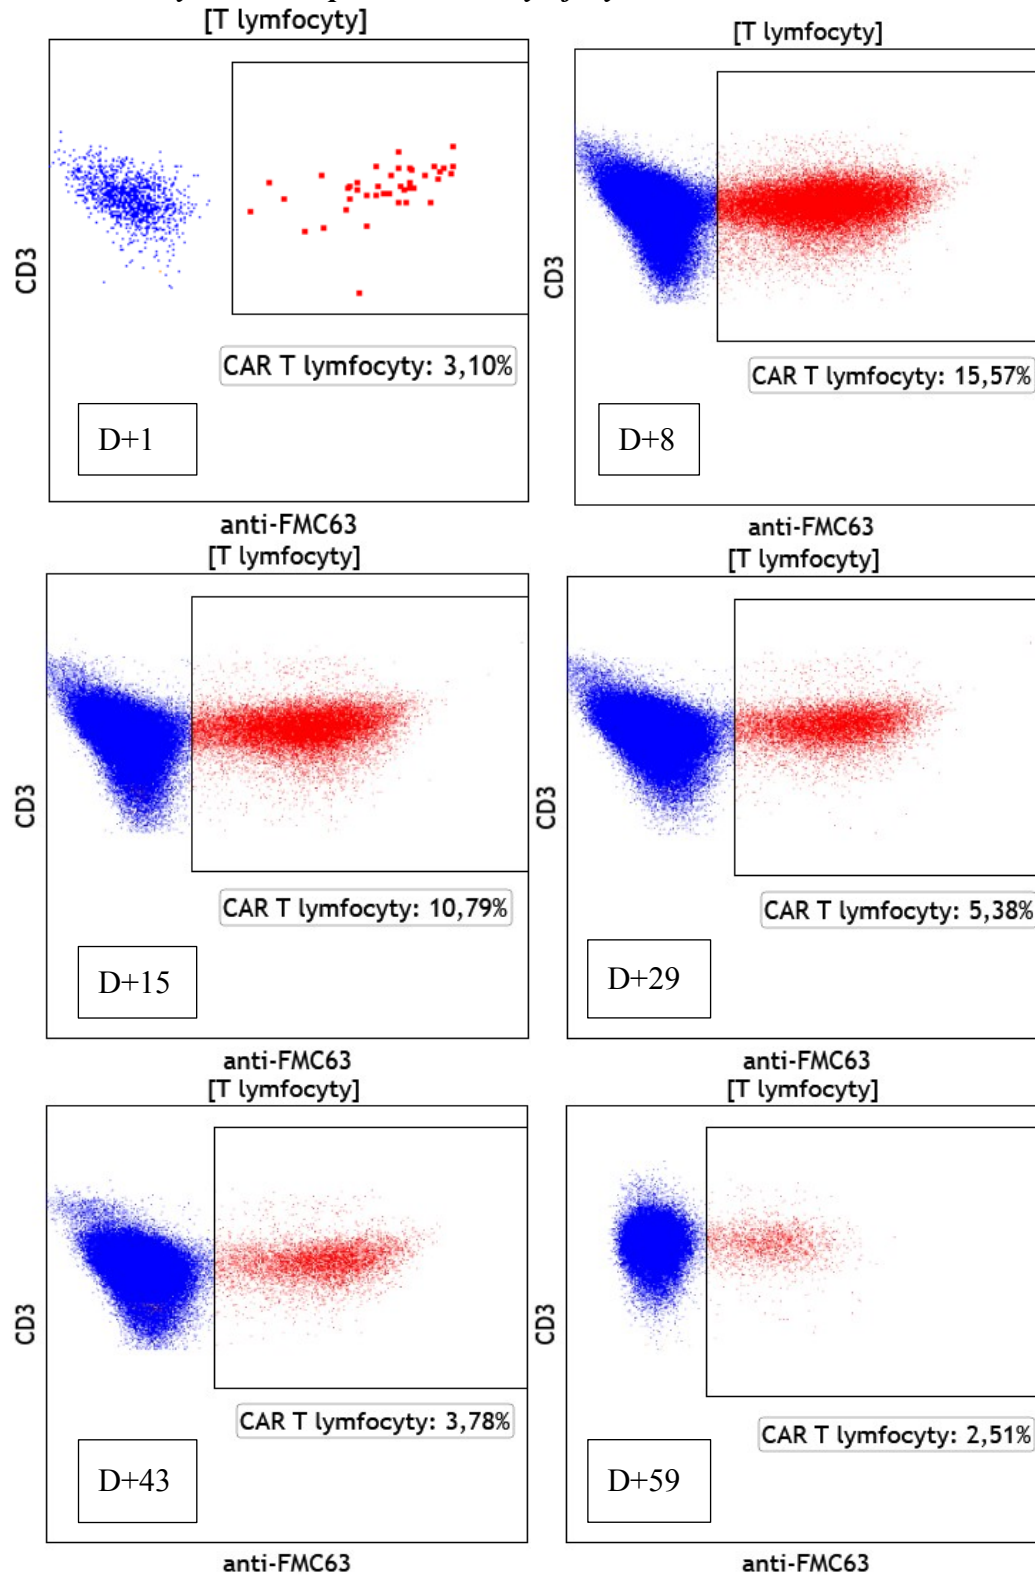 [T lymfocyty]
CD3
CAR T lymfocyty: 3,10%
D+1
anti-FMC63
[T lymfocyty]
CD3
CAR T lymfocyty: 15,57%
D+8
anti-FMC63
[T lymfocyty]
CD3
CAR T lymfocyty: 10,79%
D+15
anti-FMC63
[T lymfocyty]
CD3
CAR T lymfocyty: 5,38%
D+29
anti-FMC63
[T lymfocyty]
CD3
CAR T lymfocyty: 3,78%
D+43
anti-FMC63
[T lymfocyty]
CD3
CAR T lymfocyty: 2,51%
D+59
anti-FMC63